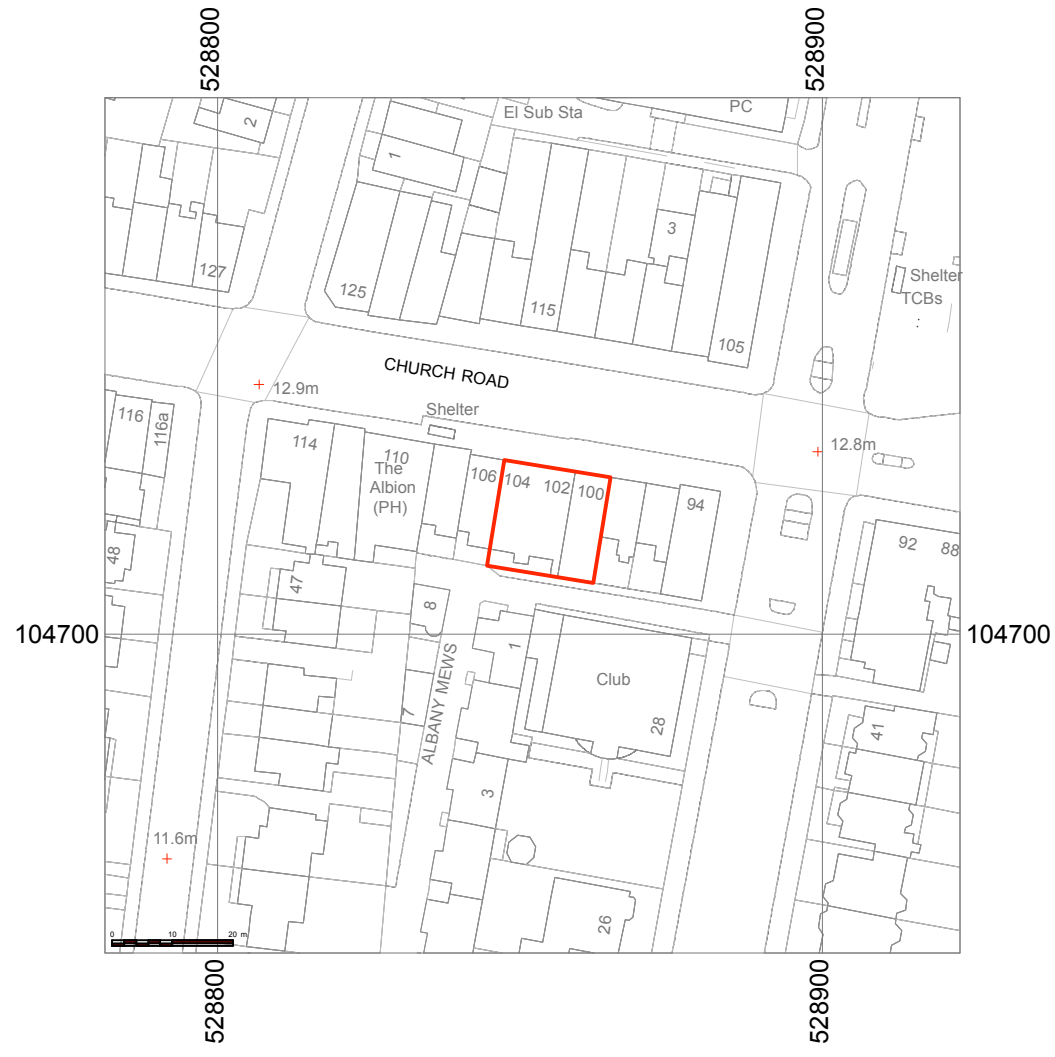 528800
528900
2
1
El Sub Sta
PC
3
127
125
115
105
Shelter
TCBs
CHURCH ROAD
12.9m
12.8m
Shelter
116
116a
114
110
The
Albion
(PH)
106
104
102
100
94
92
88
48
47
8
104700
104700
1
Club
28
41
ALBANY MEWS
7
3
11.6m
26
0
10
20 m
528800
528900